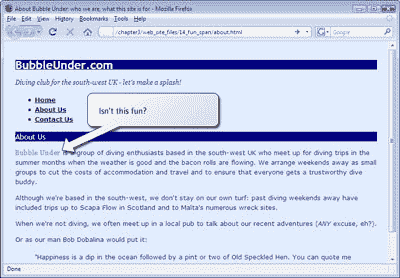 About Bubble Under: who we are, what this site is for - Mozilla Firefox
File Edit View History Bookmarks Tools Help
/chapter3/web_site_files/14_fun_span/about.html
Google
BubbleUnder.com
Diving club for the south-west UK - let's make a splash!
Home
About Us
Contact Us
Isn't this fun?
About Us
Bubble Under is a group of diving enthusiasts based in the south-west UK who meet up for diving trips in the
summer months when the weather is good and the bacon rolls are flowing. We arrange weekends away as small
groups to cut the costs of accommodation and travel and to ensure that everyone gets a trustworthy dive
buddy.
Although we're based in the south-west, we don't stay on our own turf: past diving weekends away have
included trips up to Scapa Flow in Scotland and to Malta's numerous wreck sites.
When we're not diving, we often meet up in a local pub to talk about our recent adventures (ANY excuse, eh?).
Or as our man Bob Dobalina would put it:
"Happiness is a dip in the ocean followed by a pint or two of Old Speckled Hen. You can quote me